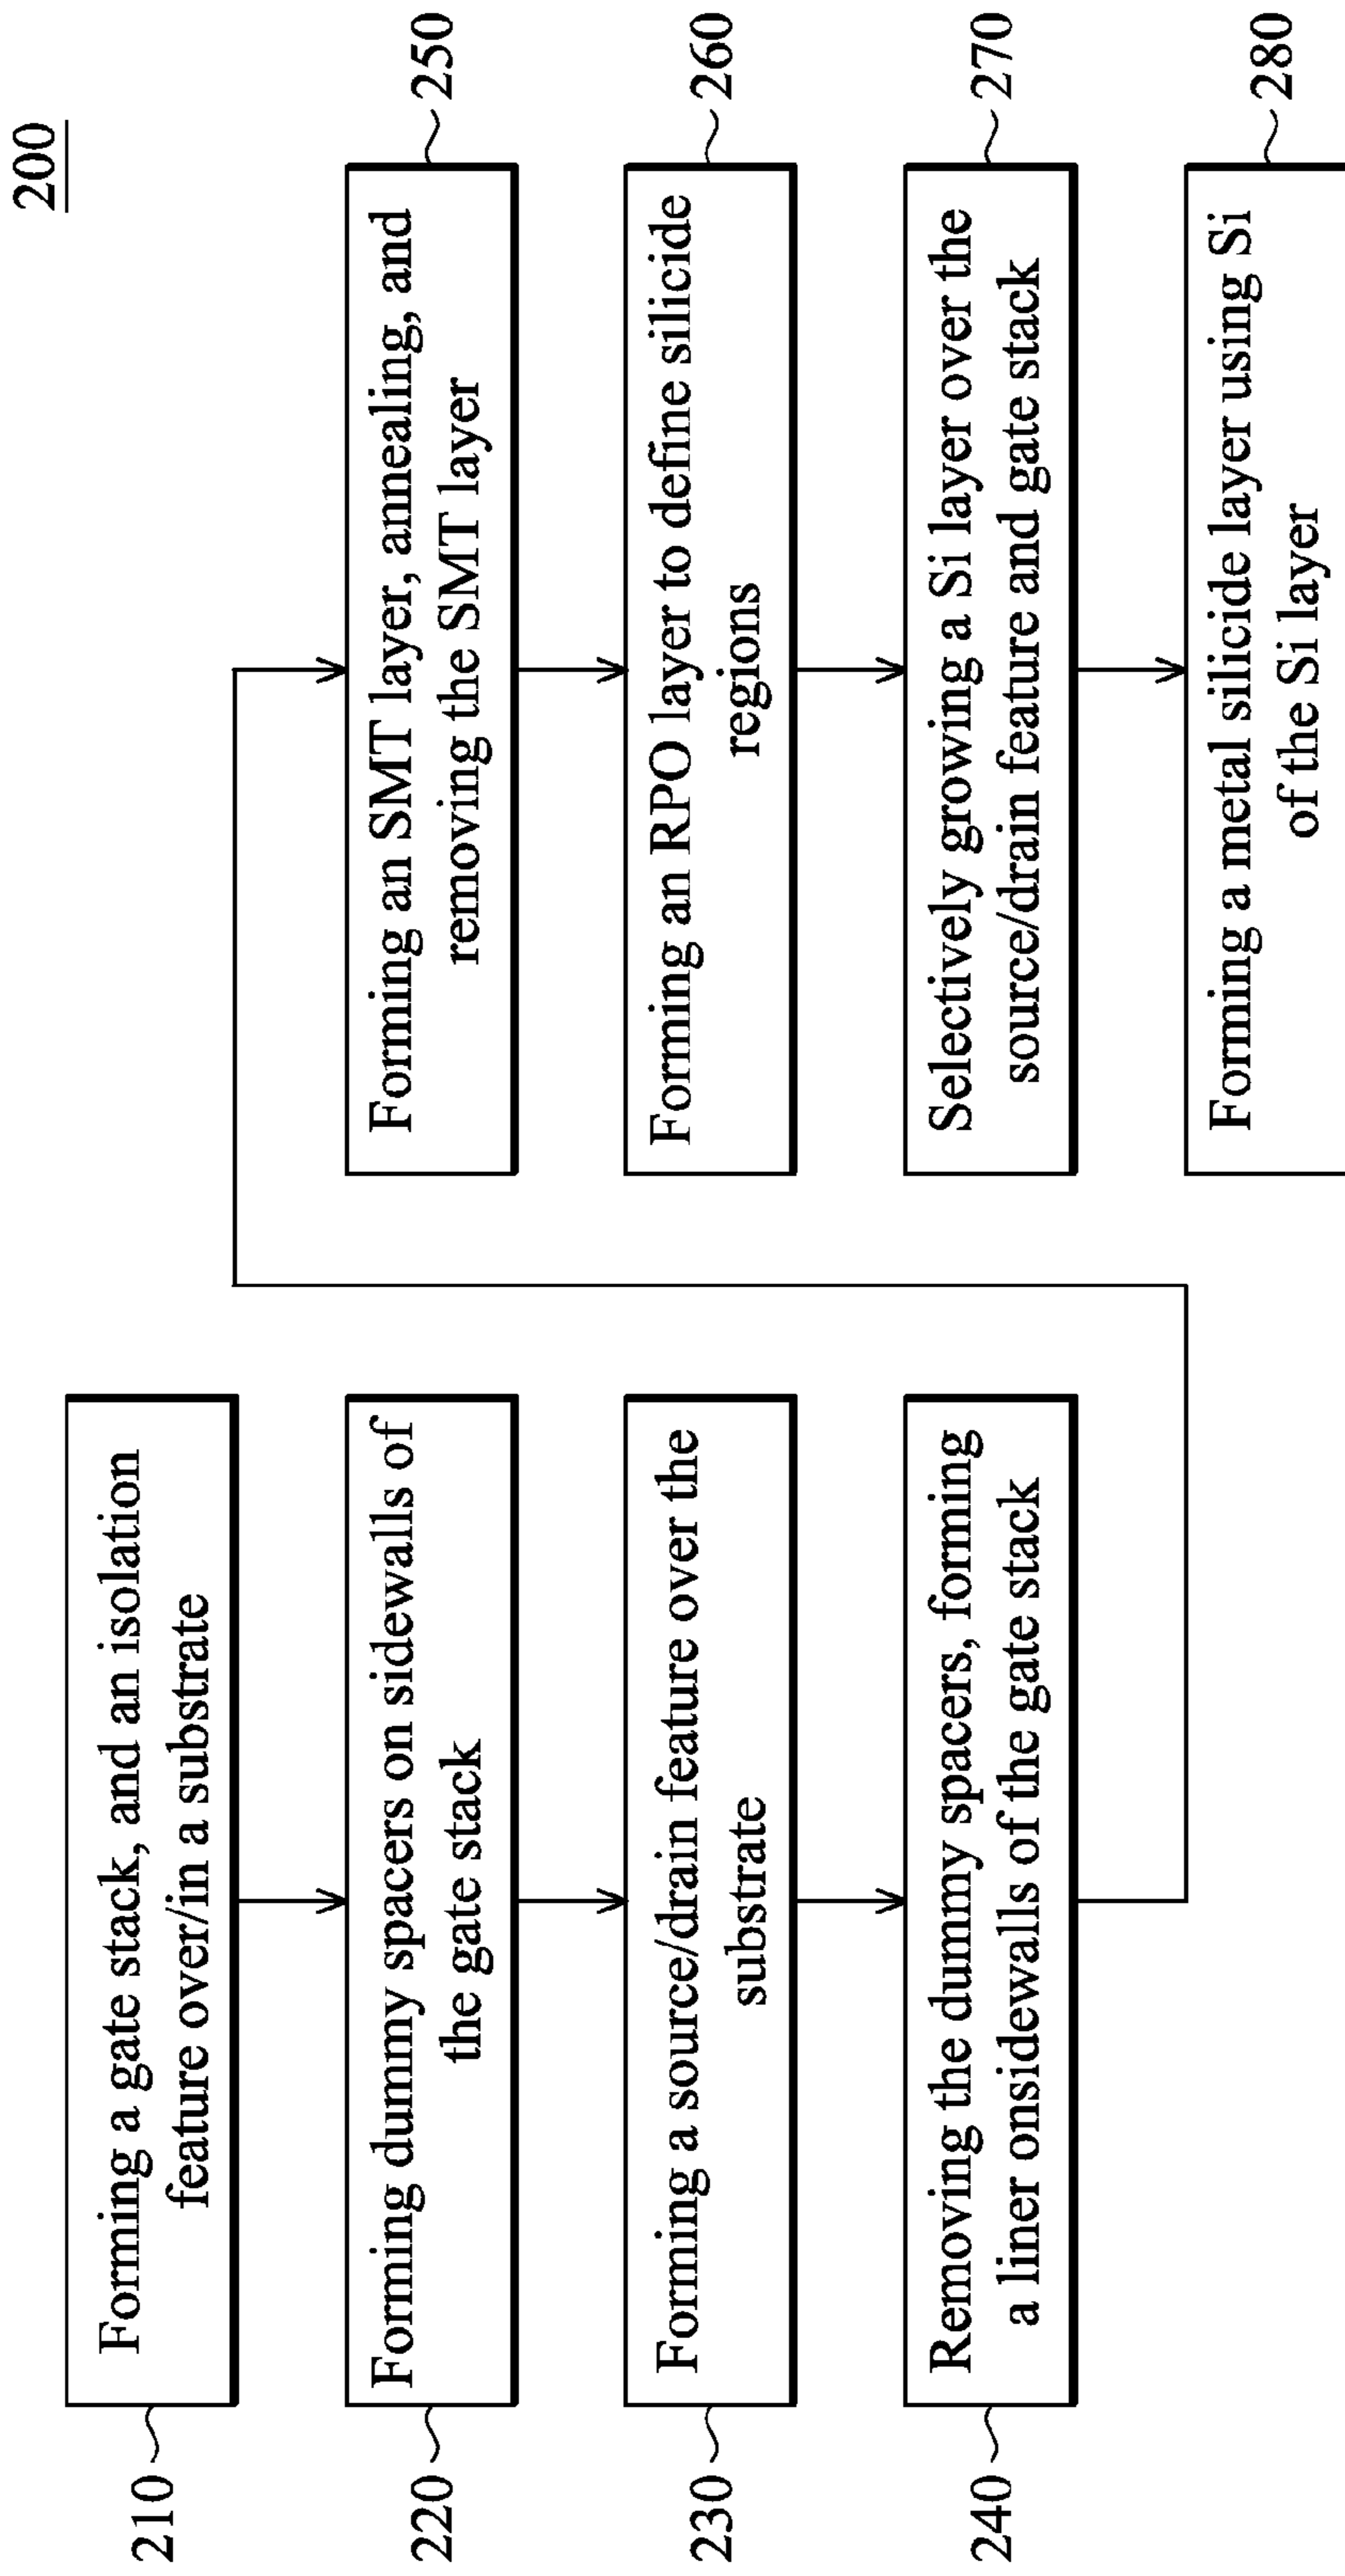 200
210
Forming a gate stack, and an isolation
feature over/in a substrate
220
Forming dummy spacers on sidewalls of
the gate stack
230
Forming a source/drain feature over the
substrate
240
Removing the dummy spacers, forming
a liner onsidewalls of the gate stack
250
Forming an SMT layer, annealing, and
removing the SMT layer
260
Forming an RPO layer to define silicide
regions
270
Selectively growing a Si layer over the
source/drain feature and gate stack
280
Forming a metal silicide layer using Si
of the Si layer